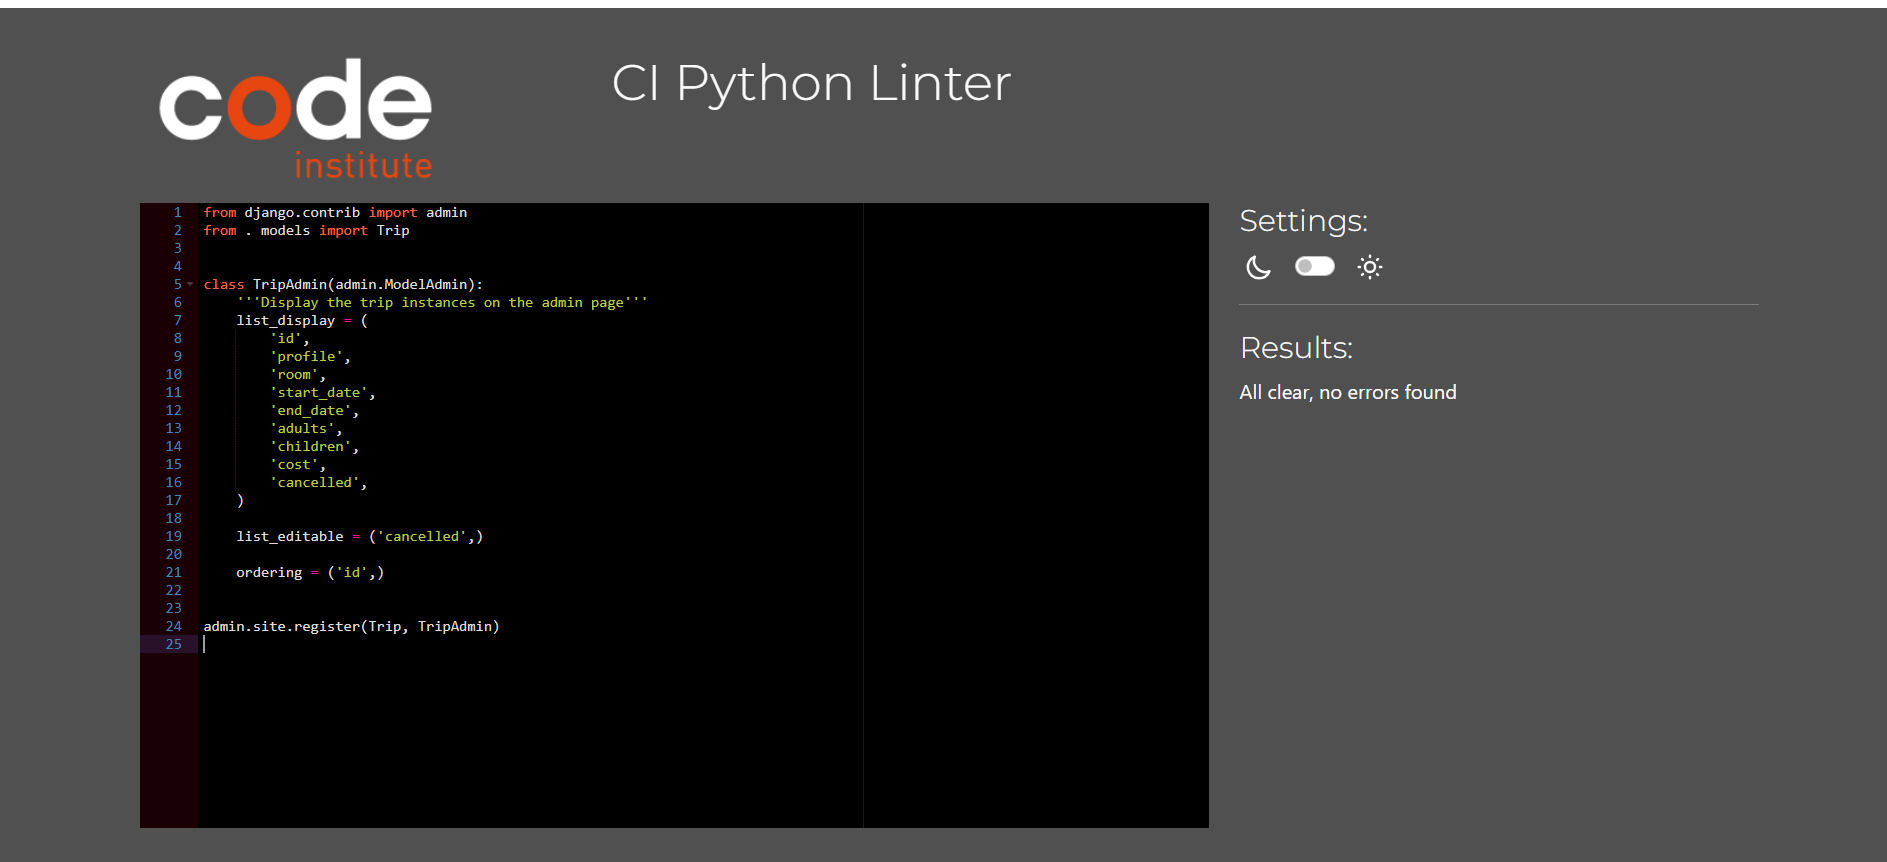 code
institute
CI Python Linter
1 from django.contrib import admin
2 from . models import Trip
3
4
5 class TripAdmin(admin.ModelAdmin):
6     '''Display the trip instances on the admin page'''
7     list_display = (
8         'id',
9         'profile',
10         'room',
11         'start_date',
12         'end_date',
13         'adults',
14         'children',
15         'cost',
16         'cancelled',
17     )
18
19     list_editable = ('cancelled',)
20
21     ordering = ('id',)
22
23
24 admin.site.register(Trip, TripAdmin)
25
Settings:
Results:
All clear, no errors found